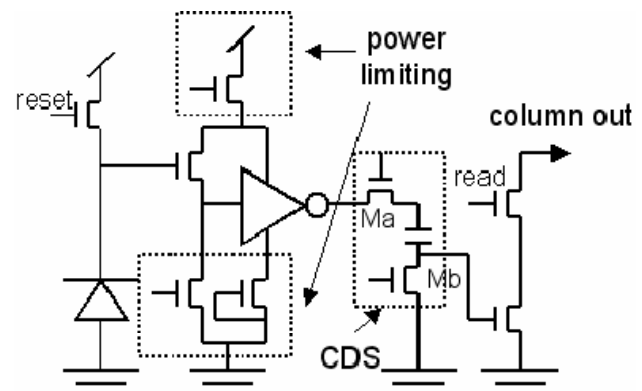 power
limiting
reset
column out
read
Ma
Mb
CDS